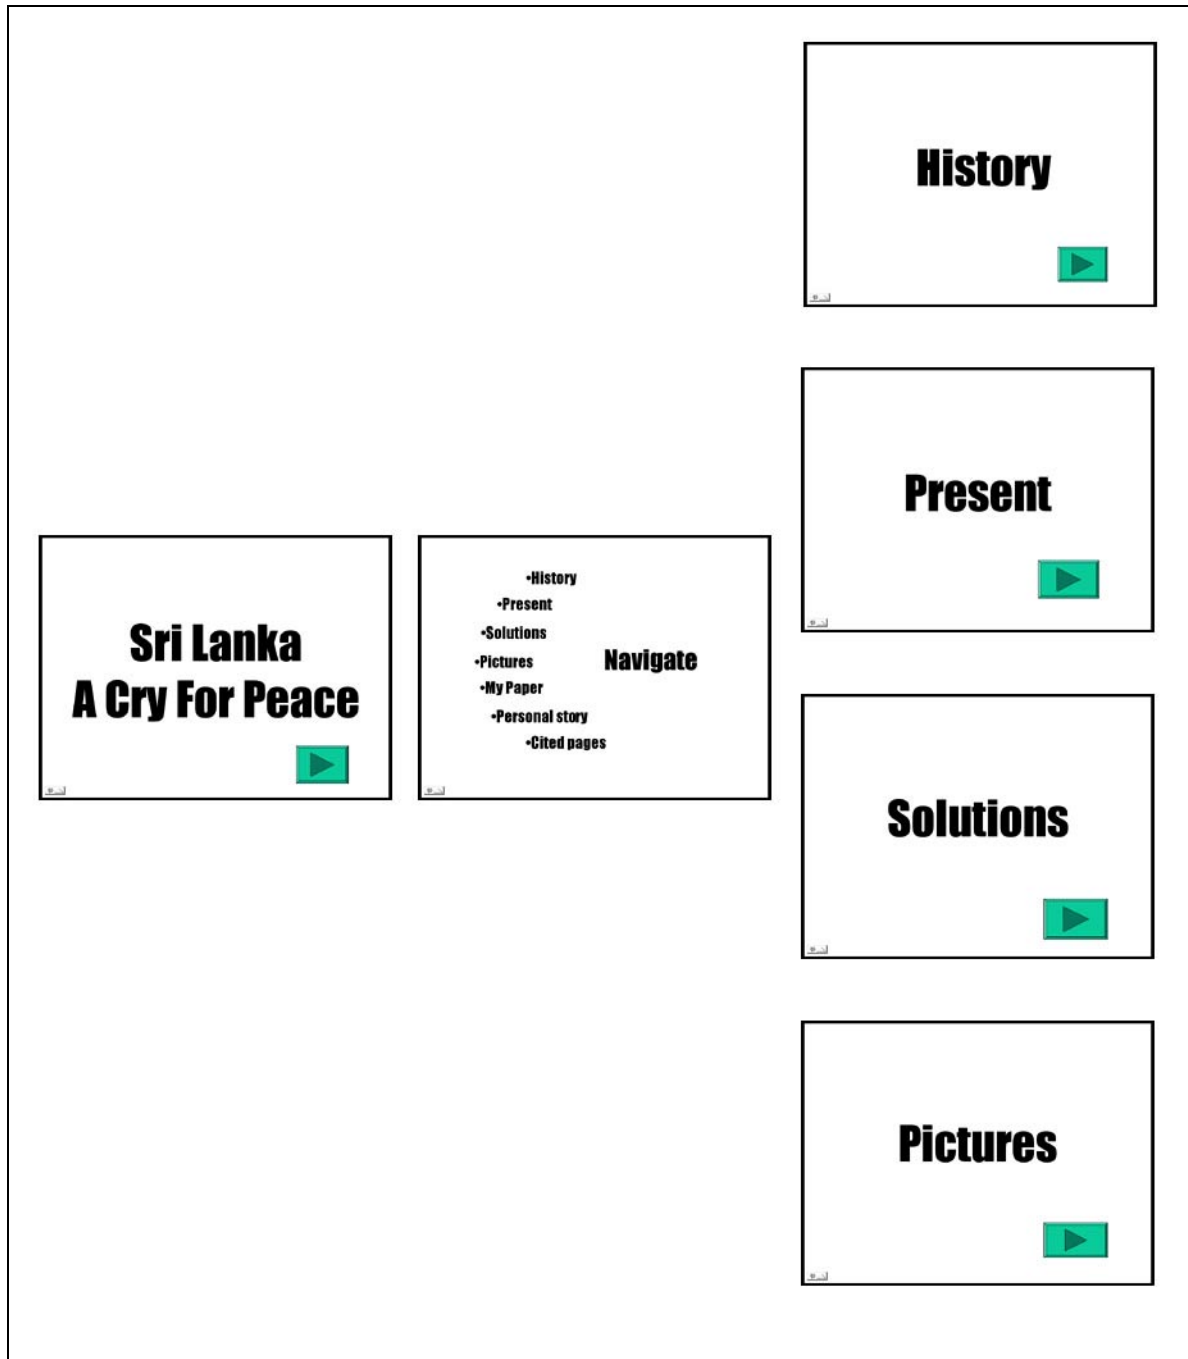 History
Present
Sri Lanka
A Cry For Peace
•History
•Present
•Solutions
•Pictures
•My Paper
•Personal story
•Cited pages
Navigate
Solutions
Pictures